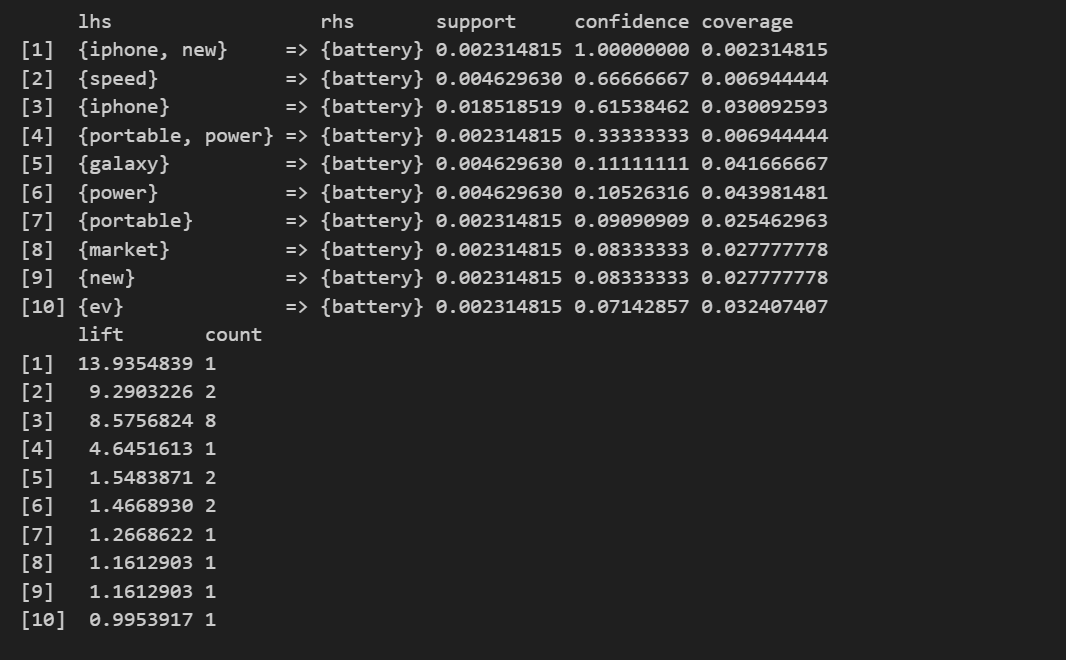 lhs rhs support confidence coverage
[1] {iphone, new} => {battery} 0.002314815 1.00000000 0.002314815
[2] {speed} => {battery} 0.004629630 0.66666667 0.006944444
[3] {iphone} => {battery} 0.018518519 0.61538462 0.030092593
[4] {portable, power} => {battery} 0.002314815 0.33333333 0.006944444
[5] {galaxy} => {battery} 0.004629630 0.11111111 0.041666667
[6] {power} => {battery} 0.004629630 0.10526316 0.043981481
[7] {portable} => {battery} 0.002314815 0.09090909 0.025462963
[8] {market} => {battery} 0.002314815 0.08333333 0.027777778
[9] {new} => {battery} 0.002314815 0.08333333 0.027777778
[10] {ev} => {battery} 0.002314815 0.07142857 0.032407407
lift count
[1] 13.9354839 1
[2] 9.2903226 2
[3] 8.5756824 8
[4] 4.6451613 1
[5] 1.5483871 2
[6] 1.4668930 2
[7] 1.2668622 1
[8] 1.1612903 1
[9] 1.1612903 1
[10] 0.9953917 1